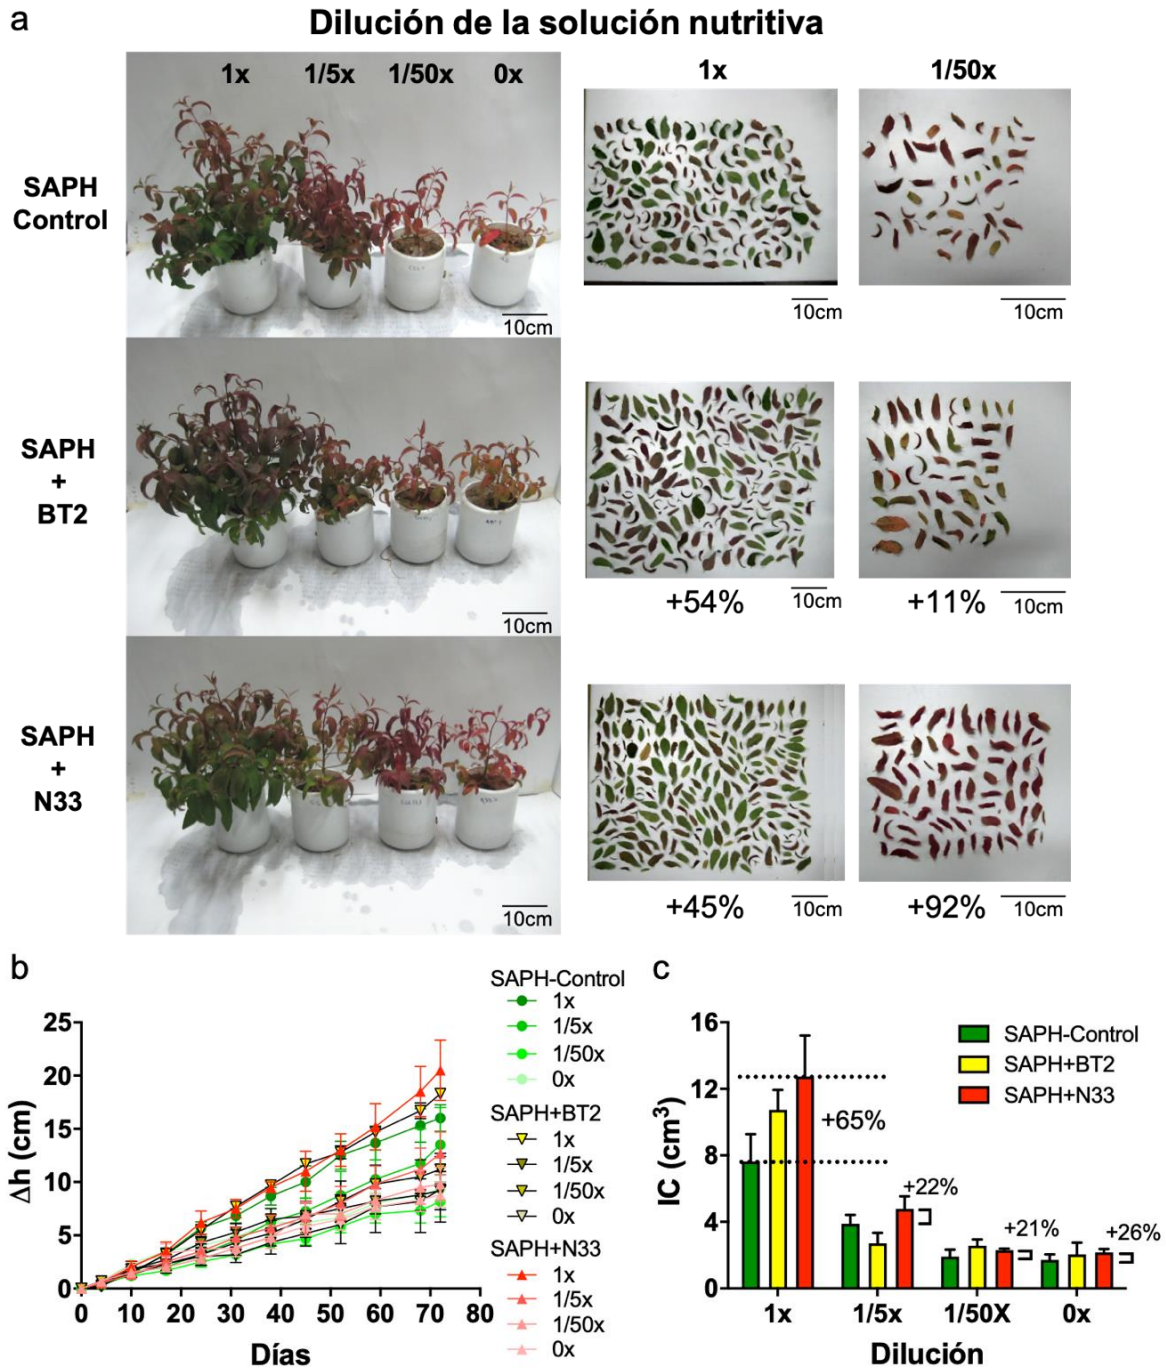 a
Dilución de la solución nutritiva
1x 1/5x 1/50x 0x
1x
1/50x
SAPH
Control
10cm
10cm
10cm
SAPH
+
BT2
10cm
+54%
10cm
+11%
10cm
SAPH
+
N33
10cm
+45%
10cm
+92%
10cm
b
Δh (cm)
25
20
15
10
5
0
0 10 20 30 40 50 60 70 80
Días
SAPH-Control
1x
1/5x
1/50x
0x
SAPH+BT2
1x
1/5x
1/50x
0x
SAPH+N33
1x
1/5x
1/50x
0x
c
IC (cm³)
16
12
8
4
0
SAPH-Control
SAPH+BT2
SAPH+N33
+65%
+22%
+21%
+26%
1x 1/5x 1/50X 0x
Dilución